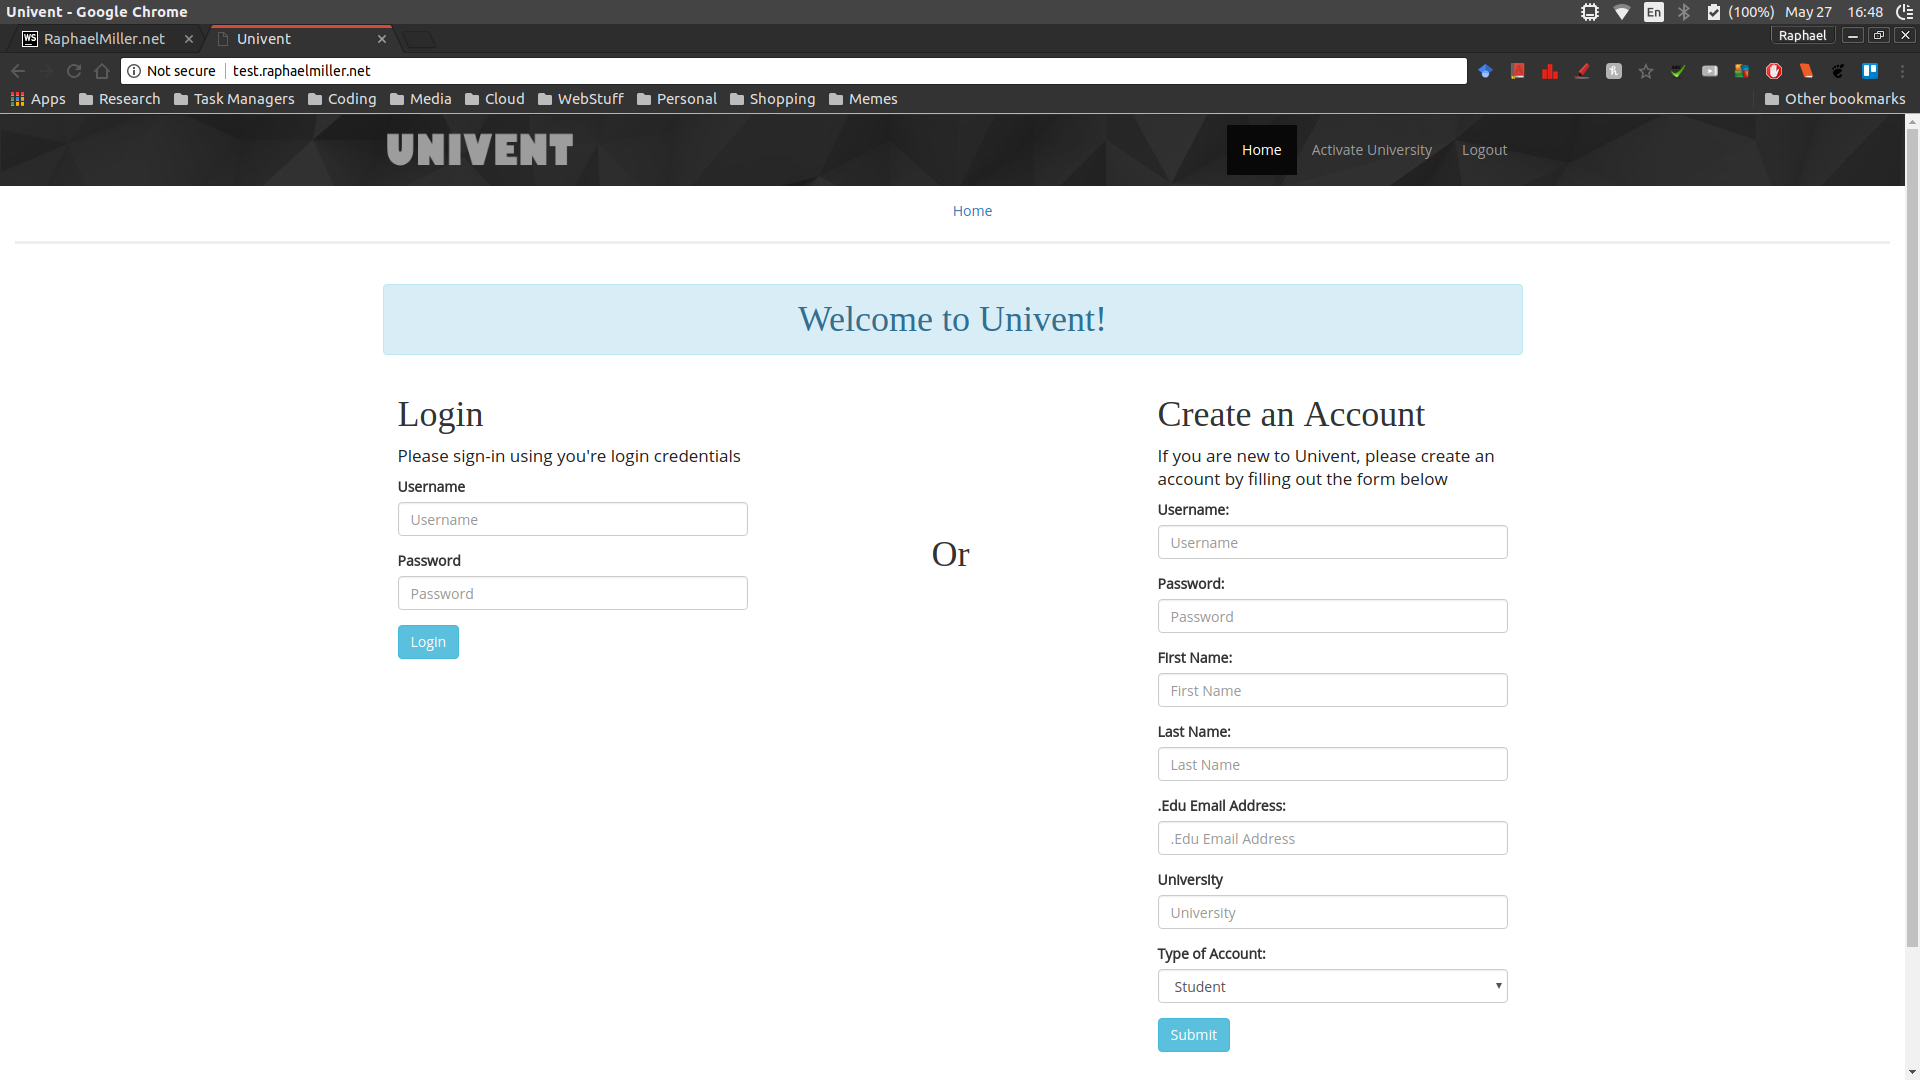 Univent - Google Chrome
En
(100%)
May 27
16:48
RaphaelMiller.net
Univent
Raphael
Not secure
test.raphaelmiller.net
Apps
Research
Task Managers
Coding
Media
Cloud
WebStuff
Personal
Shopping
Memes
Other bookmarks
UNIVENT
Home
Activate University
Logout
Home
Welcome to Univent!
Login
Please sign-in using you're login credentials
Username
Username
Password
Password
Login
Or
Create an Account
If you are new to Univent, please create an
account by filling out the form below
Username:
Username
Password:
Password
First Name:
First Name
Last Name:
Last Name
.Edu Email Address:
.Edu Email Address
University
University
Type of Account:
Student
Submit